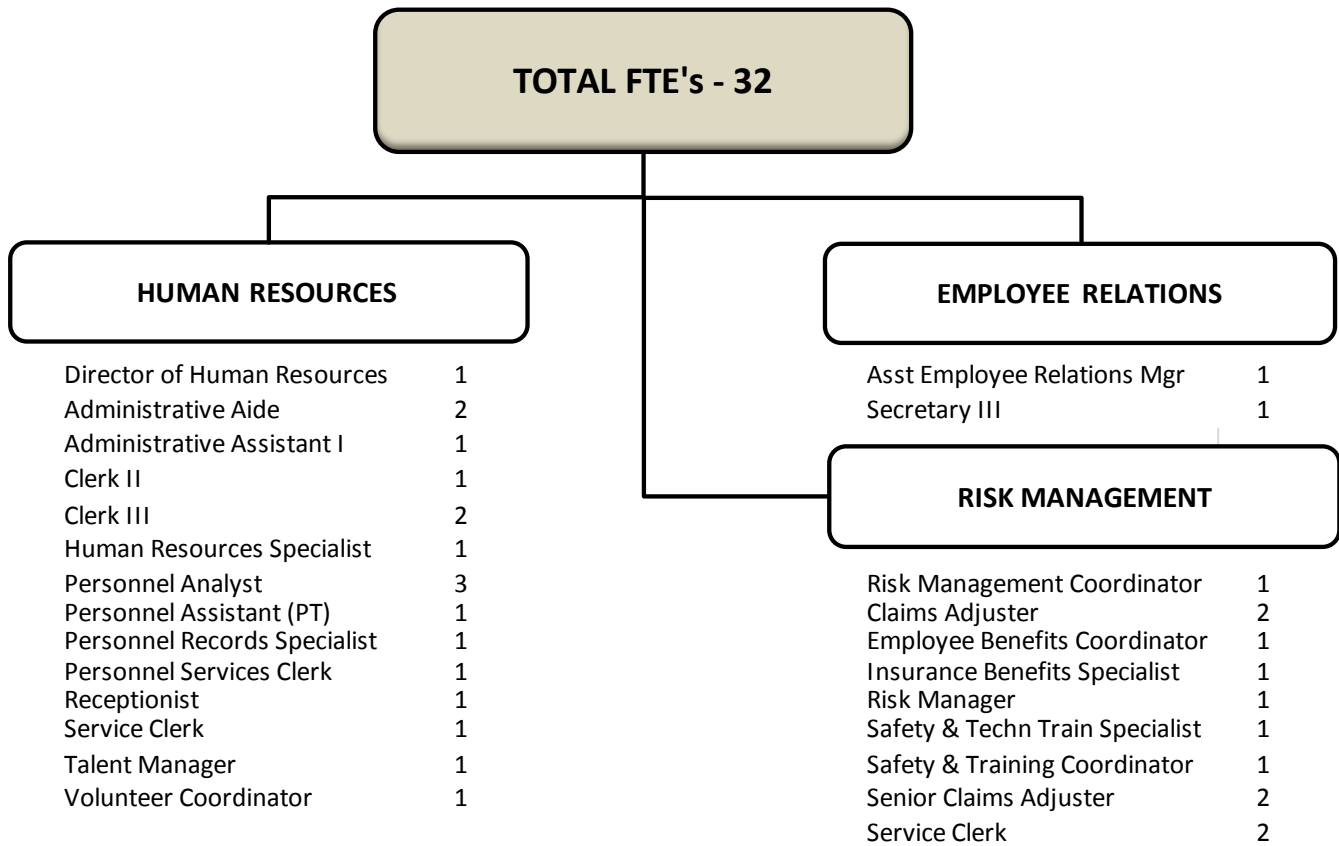 TOTAL FTE's - 32
HUMAN RESOURCES
Director of Human Resources 1
Administrative Aide 2
Administrative Assistant I 1
Clerk II 1
Clerk III 2
Human Resources Specialist 1
Personnel Analyst 3
Personnel Assistant (PT) 1
Personnel Records Specialist 1
Personnel Services Clerk 1
Receptionist 1
Service Clerk 1
Talent Manager 1
Volunteer Coordinator 1
EMPLOYEE RELATIONS
Asst Employee Relations Mgr 1
Secretary III 1
RISK MANAGEMENT
Risk Management Coordinator 1
Claims Adjuster 2
Employee Benefits Coordinator 1
Insurance Benefits Specialist 1
Risk Manager 1
Safety & Techn Train Specialist 1
Safety & Training Coordinator 1
Senior Claims Adjuster 2
Service Clerk 2